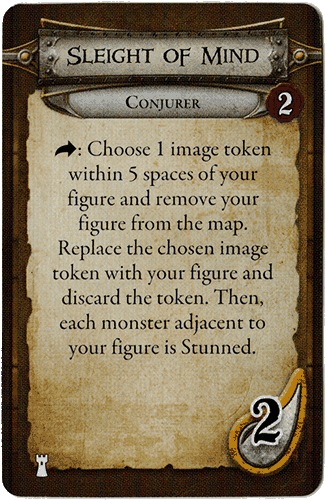 Sleight of Mind
Conjurer
2
: Choose 1 image token
within 5 spaces of your
figure and remove your
figure from the map.
Replace the chosen image
token with your figure and
discard the token. Then,
each monster adjacent to
your figure is Stunned.
2